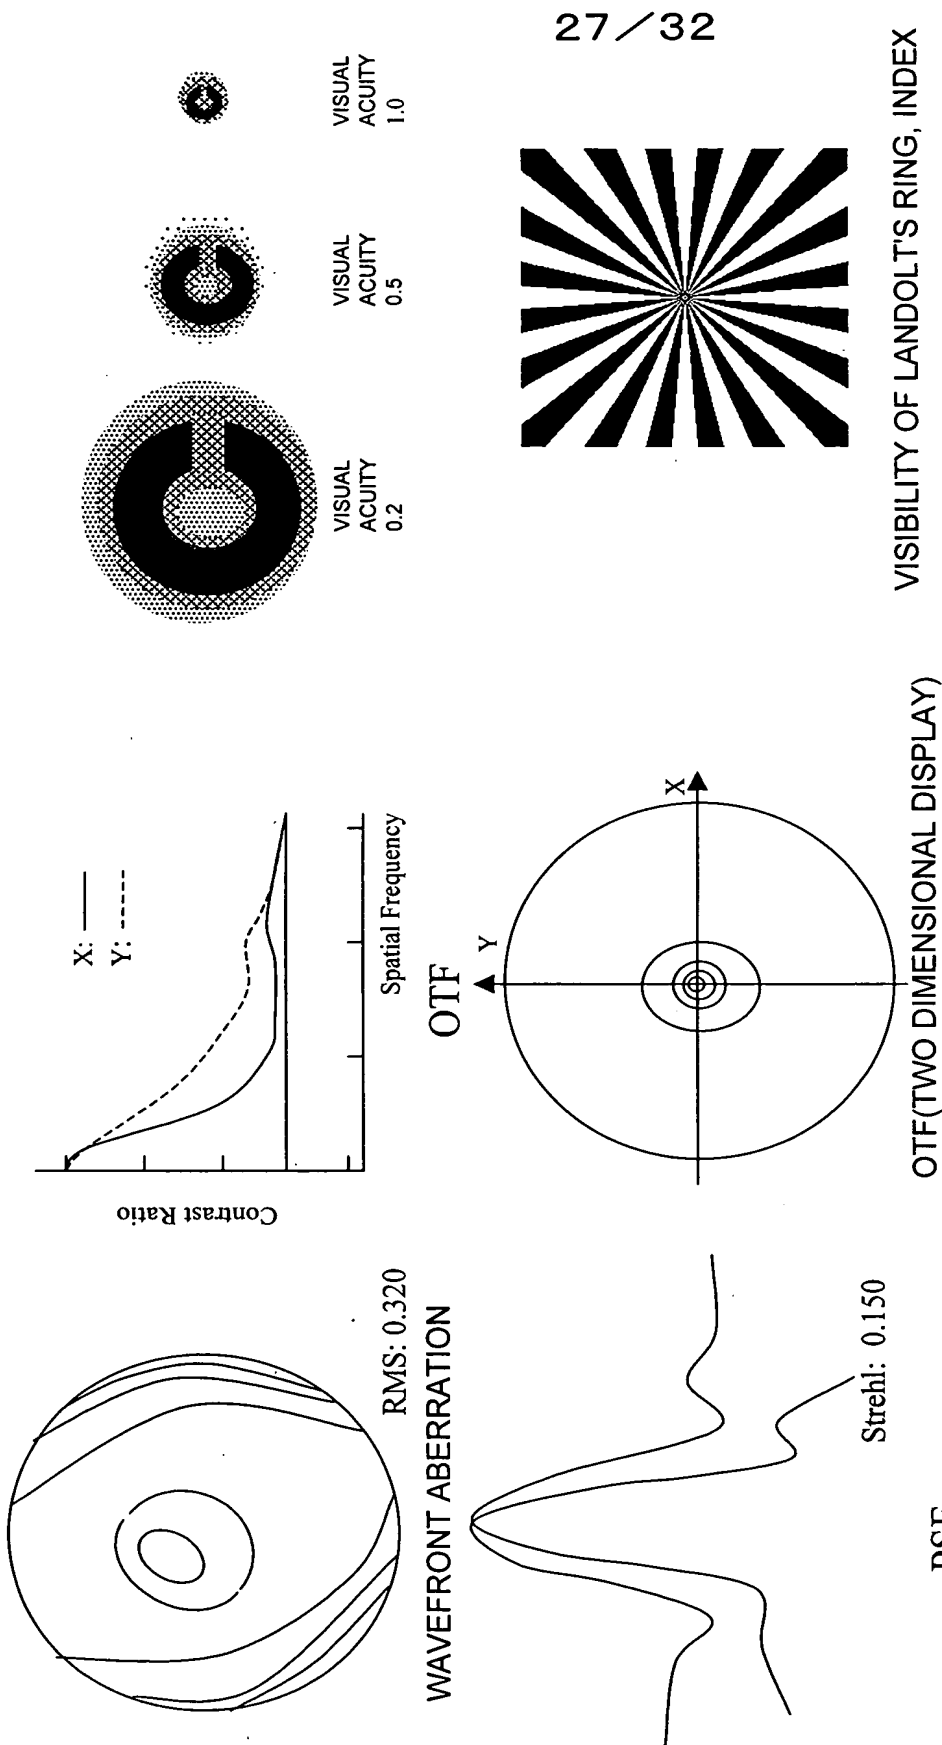 27/32
RMS: 0.320
WAVEFRONT ABERRATION
Contrast Ratio
X:
Y:
Spatial Frequency
OTF
VISUAL
ACUITY
0.2
VISUAL
ACUITY
0.5
VISUAL
ACUITY
1.0
Strehl: 0.150
PSF
Y
X
OTF(TWO DIMENSIONAL DISPLAY)
VISIBILITY OF LANDOLT'S RING, INDEX